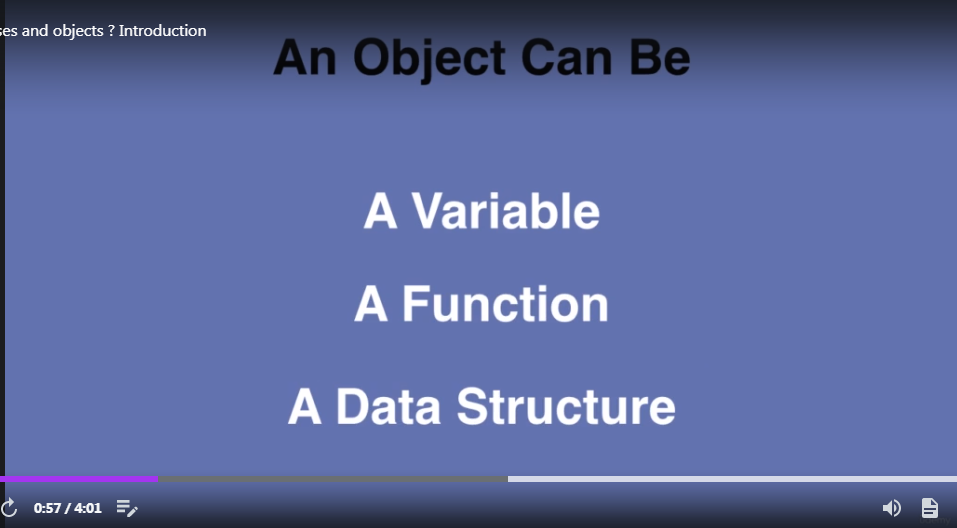 ses and objects ? Introduction
An Object Can Be
A Variable
A Function
A Data Structure
0:57 / 4:01